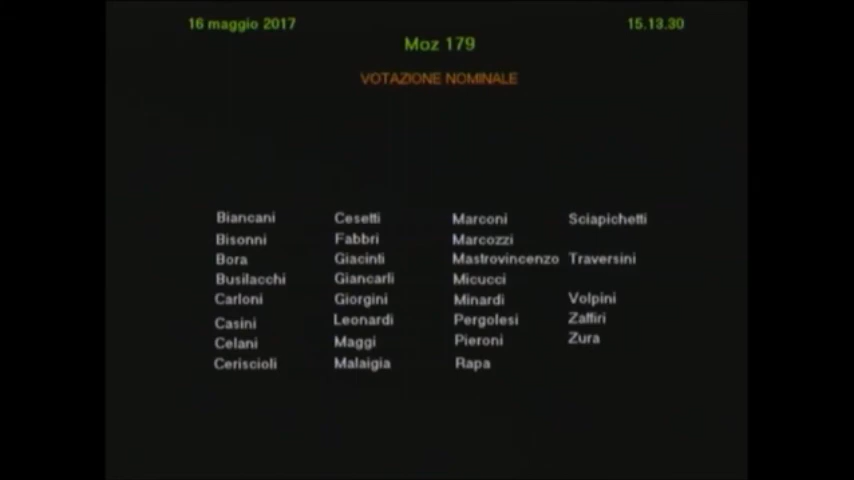 16 maggio 2017 15.13.30
Moz 179
VOTAZIONE NOMINALE
Biancani Cesetti Marconi Sciapichetti
Bisonni Fabbri Marcozzi
Bora Giacinti Mastrovincenzo Traversini
Busilacchi Giancarli Micucci
Carloni Giorgini Minardi Volpini
Casini Leonardi Pergolesi Zaffiri
Celani Maggi Pieroni Zura
Ceriscioli Malaigia Rapa